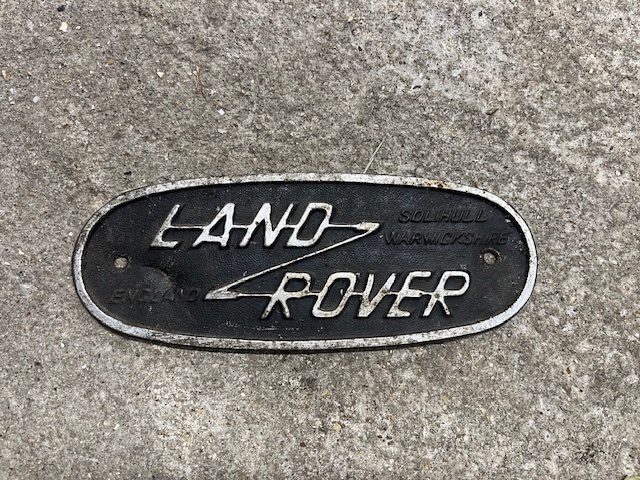 LAND
SOLIHULL
WARWICKSHIRE
ENGLAND
ROVER